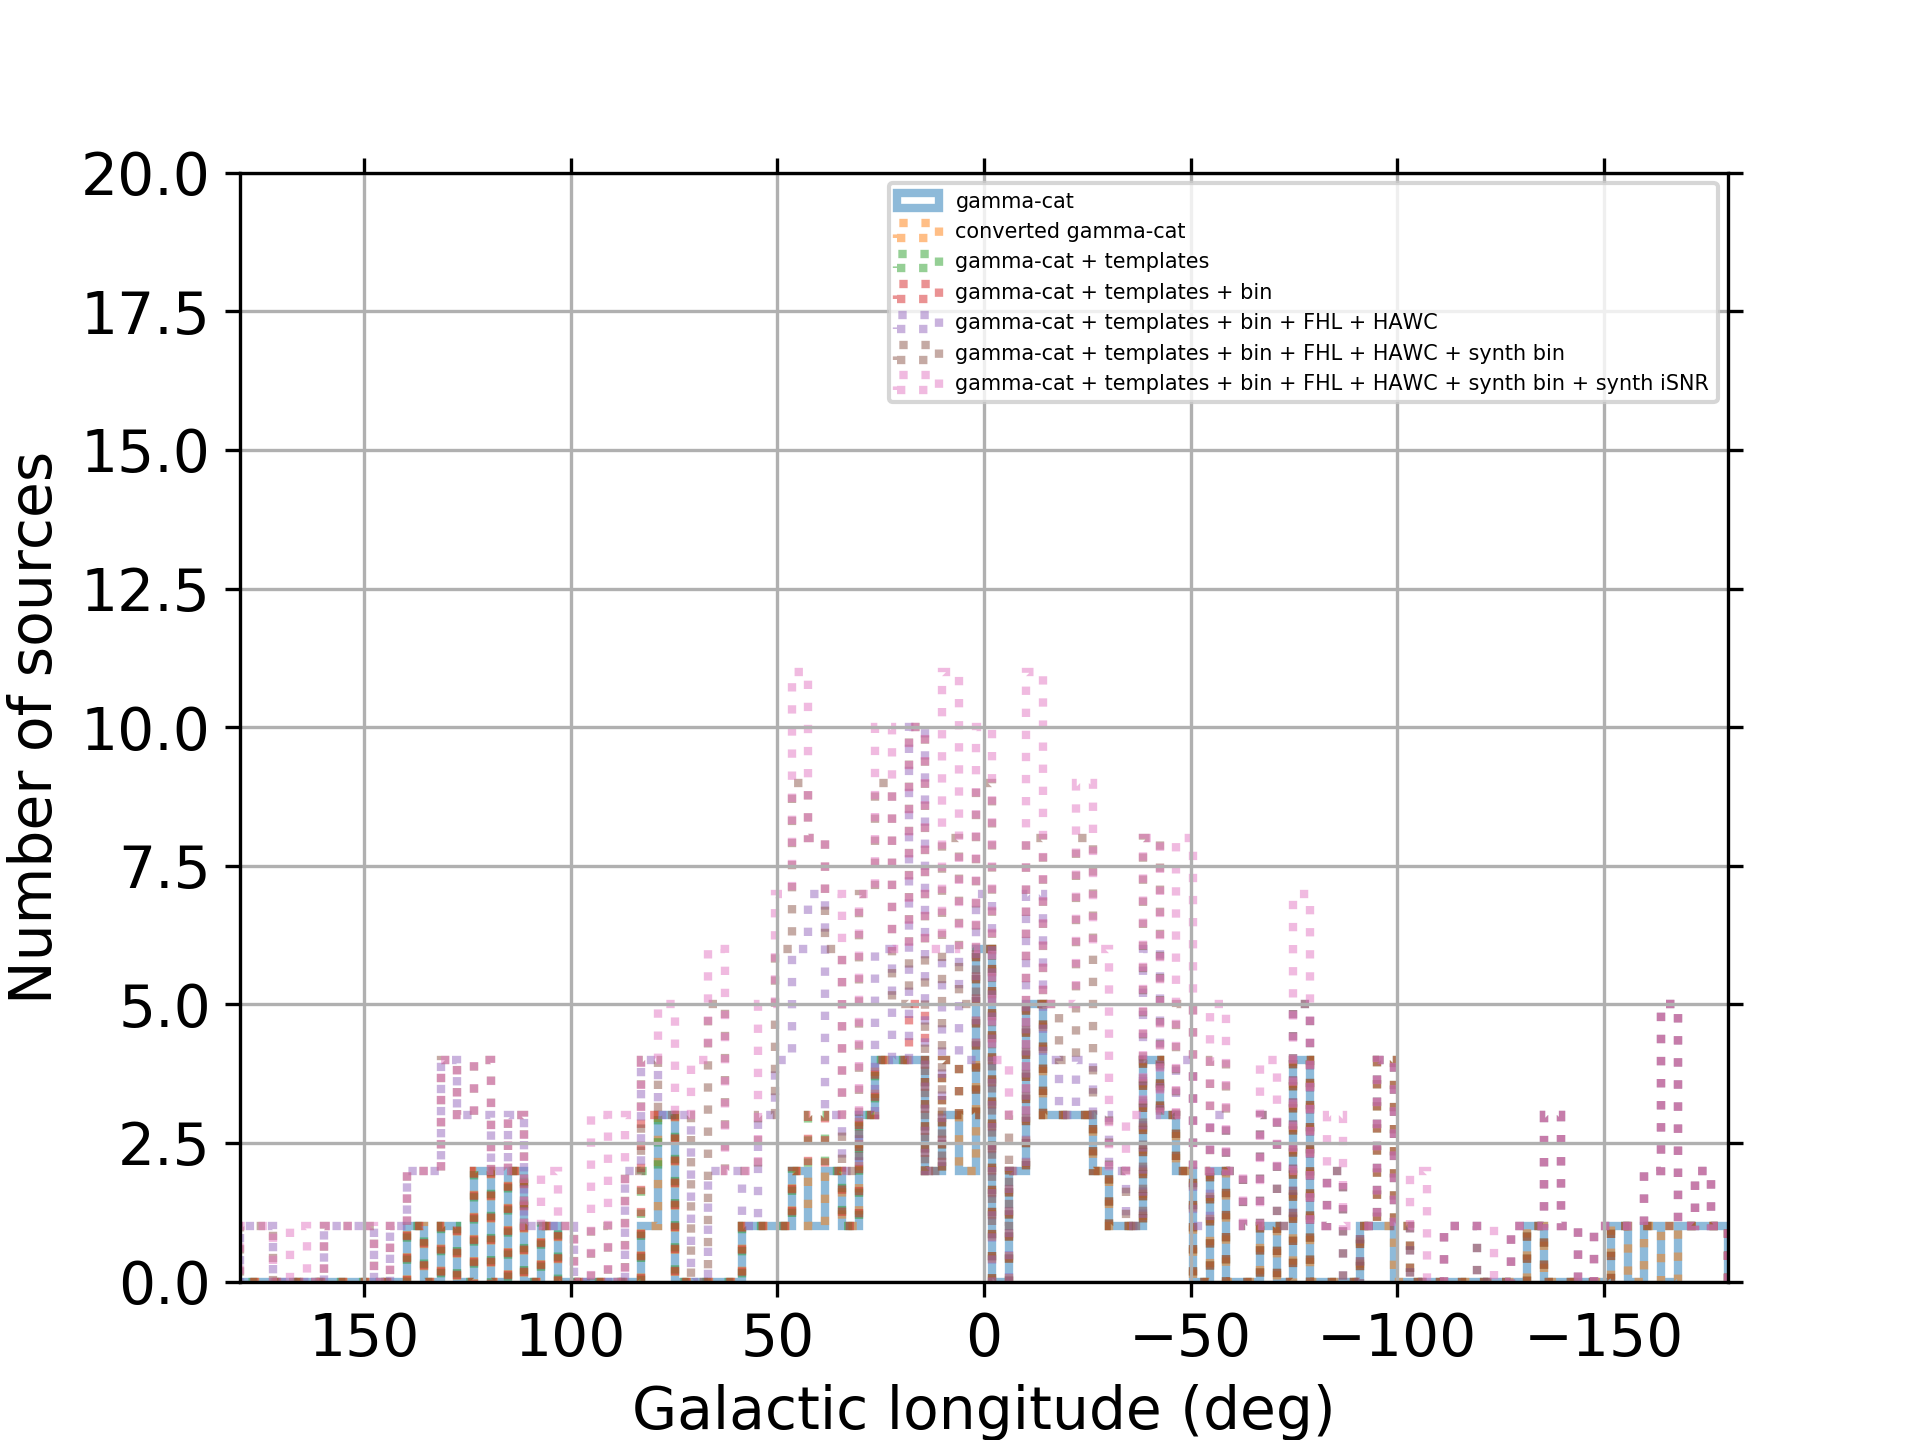 20.0
17.5
15.0
12.5
10.0
7.5
5.0
2.5
0.0
Number of sources
gamma-cat
converted gamma-cat
gamma-cat + templates
gamma-cat + templates + bin
gamma-cat + templates + bin + FHL + HAWC
gamma-cat + templates + bin + FHL + HAWC + synth bin
gamma-cat + templates + bin + FHL + HAWC + synth bin + synth iSNR
150 100 50 0 −50 −100 −150
Galactic longitude (deg)